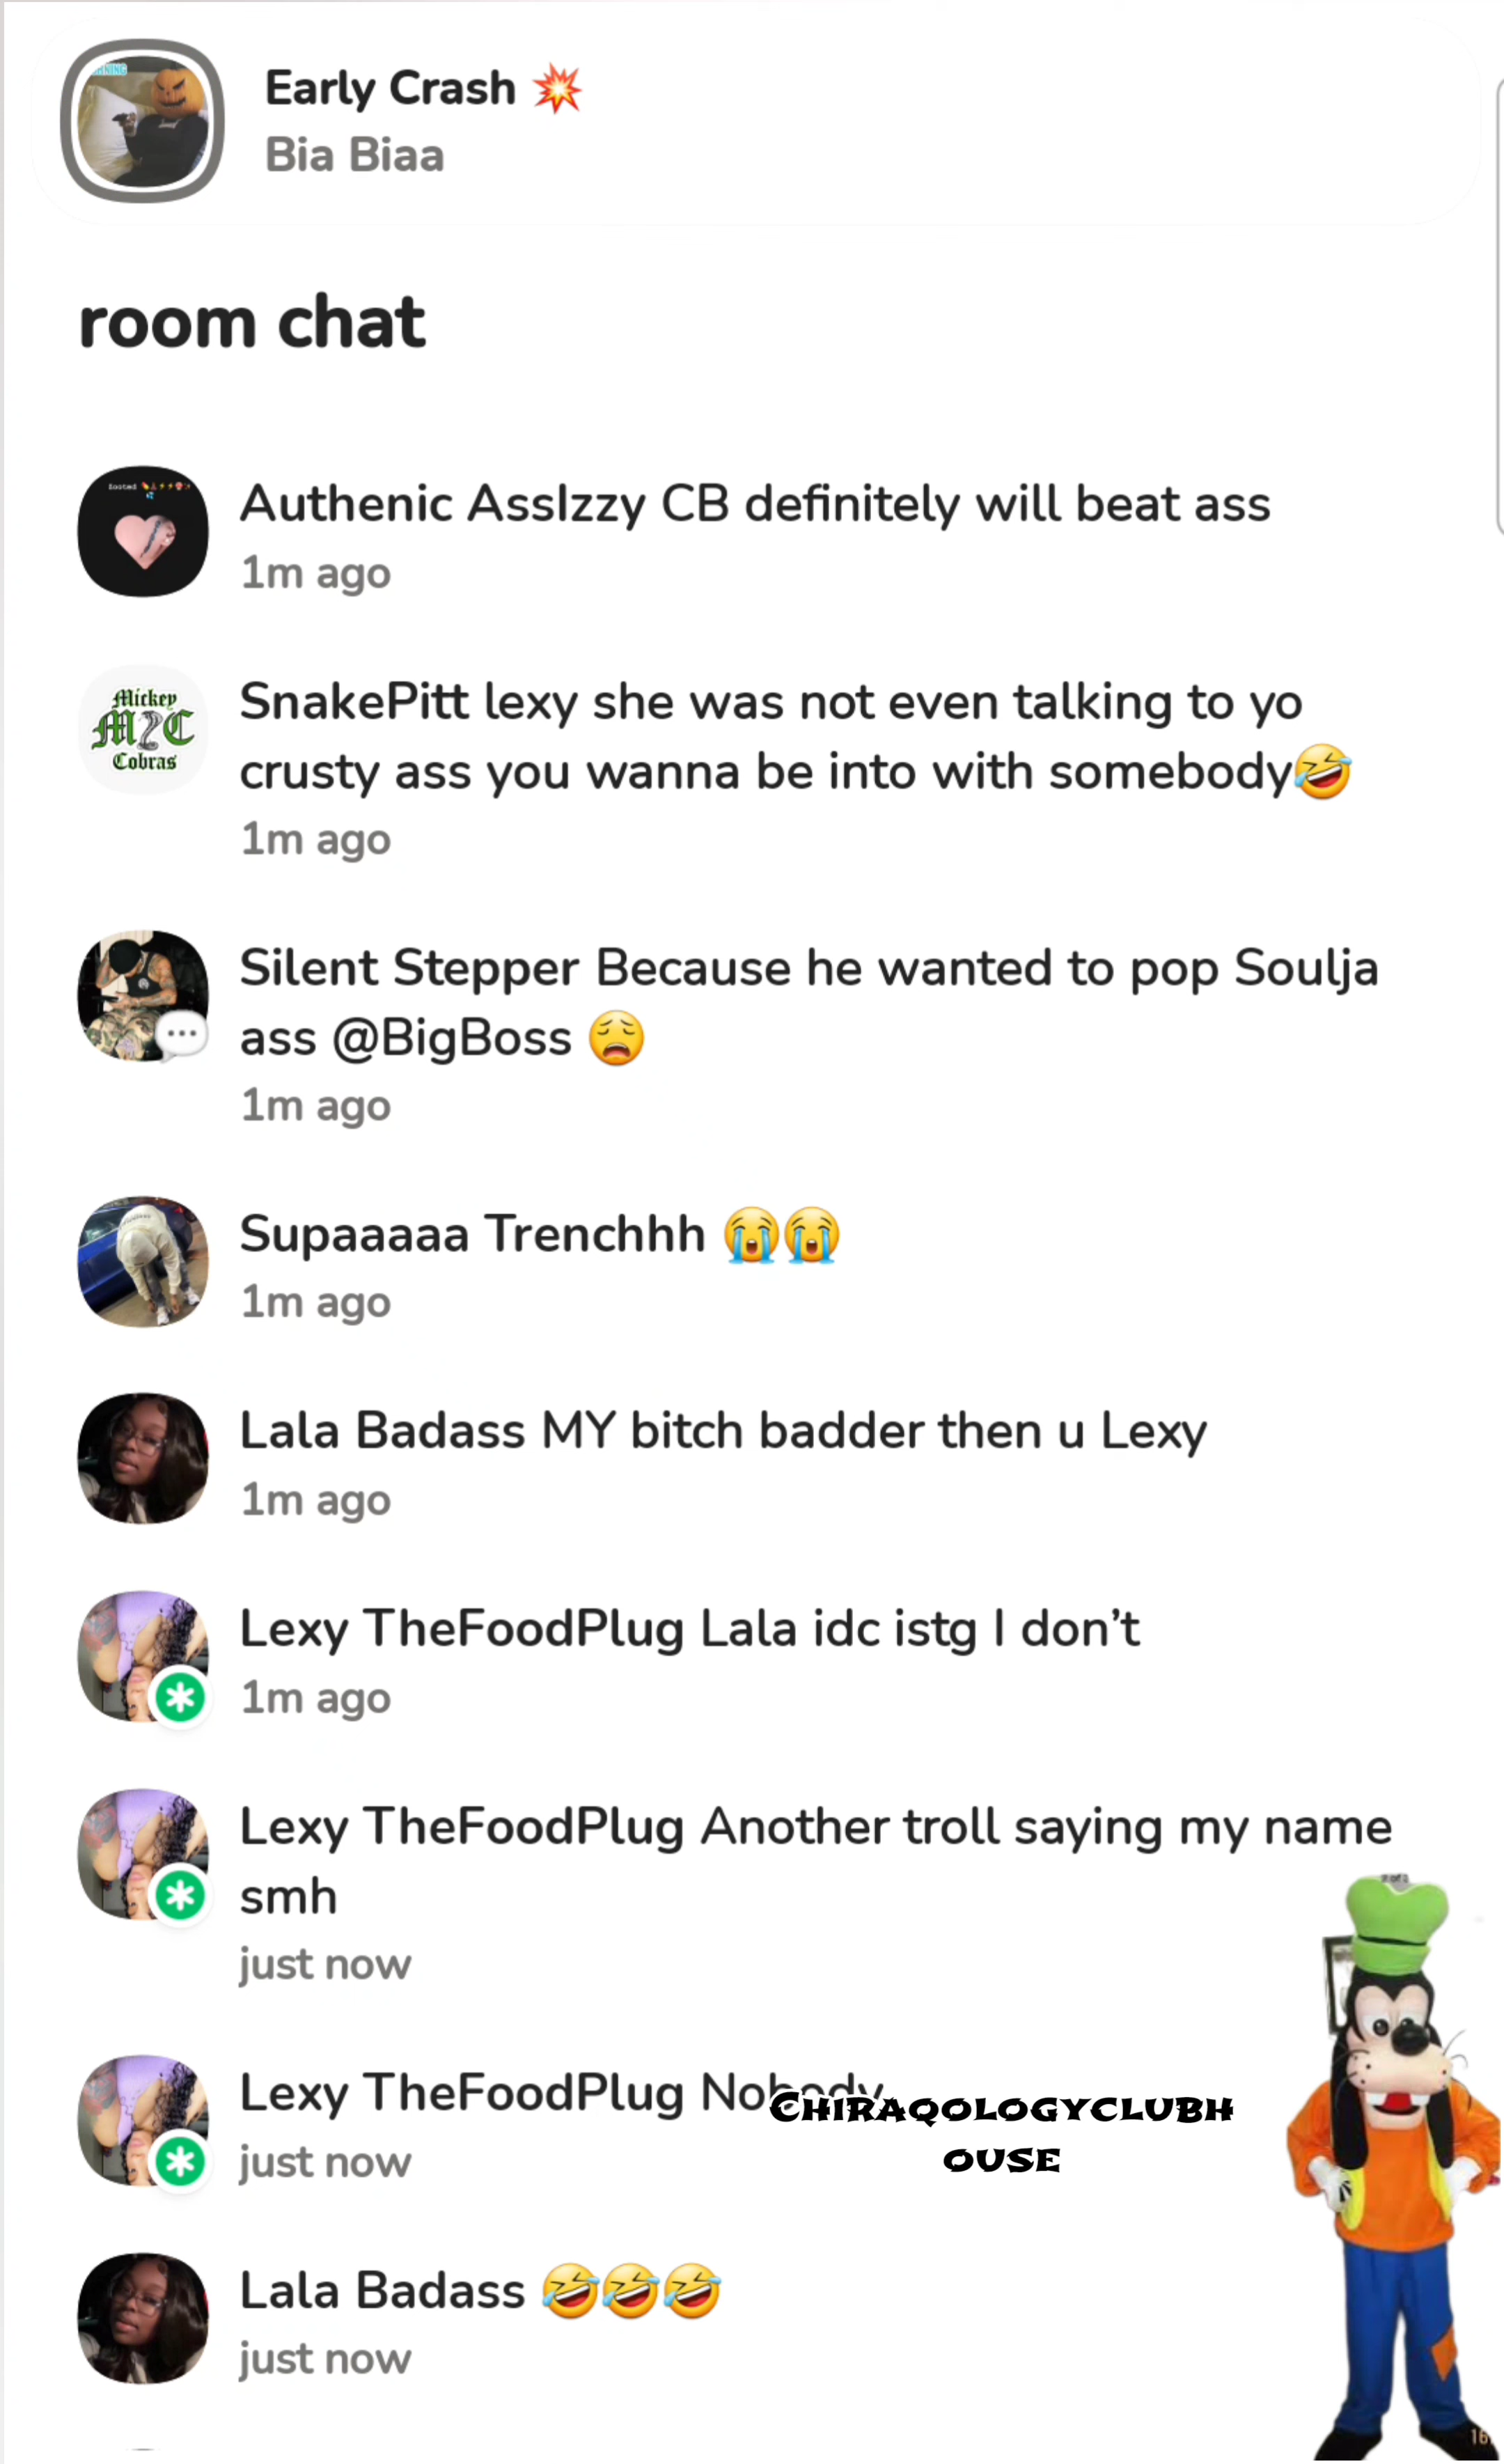 Early Crash 💥
Bia Biaa
room chat
Authenic AssIzzy CB definitely will beat ass
1m ago
Mickey
Cobras
SnakePitt lexy she was not even talking to yo
crusty ass you wanna be into with somebody🤣
1m ago
Silent Stepper Because he wanted to pop Soulja
ass @BigBoss 😩
1m ago
Supaaaaa Trenchhh 😭😭
1m ago
Lala Badass MY bitch badder then u Lexy
1m ago
Lexy TheFoodPlug Lala idc istg I don't
1m ago
Lexy TheFoodPlug Another troll saying my name
smh
just now
Lexy TheFoodPlug Nobody
just now
CHIRAQOLOGYCLUBH
OUSE
Lala Badass 🤣🤣🤣
just now